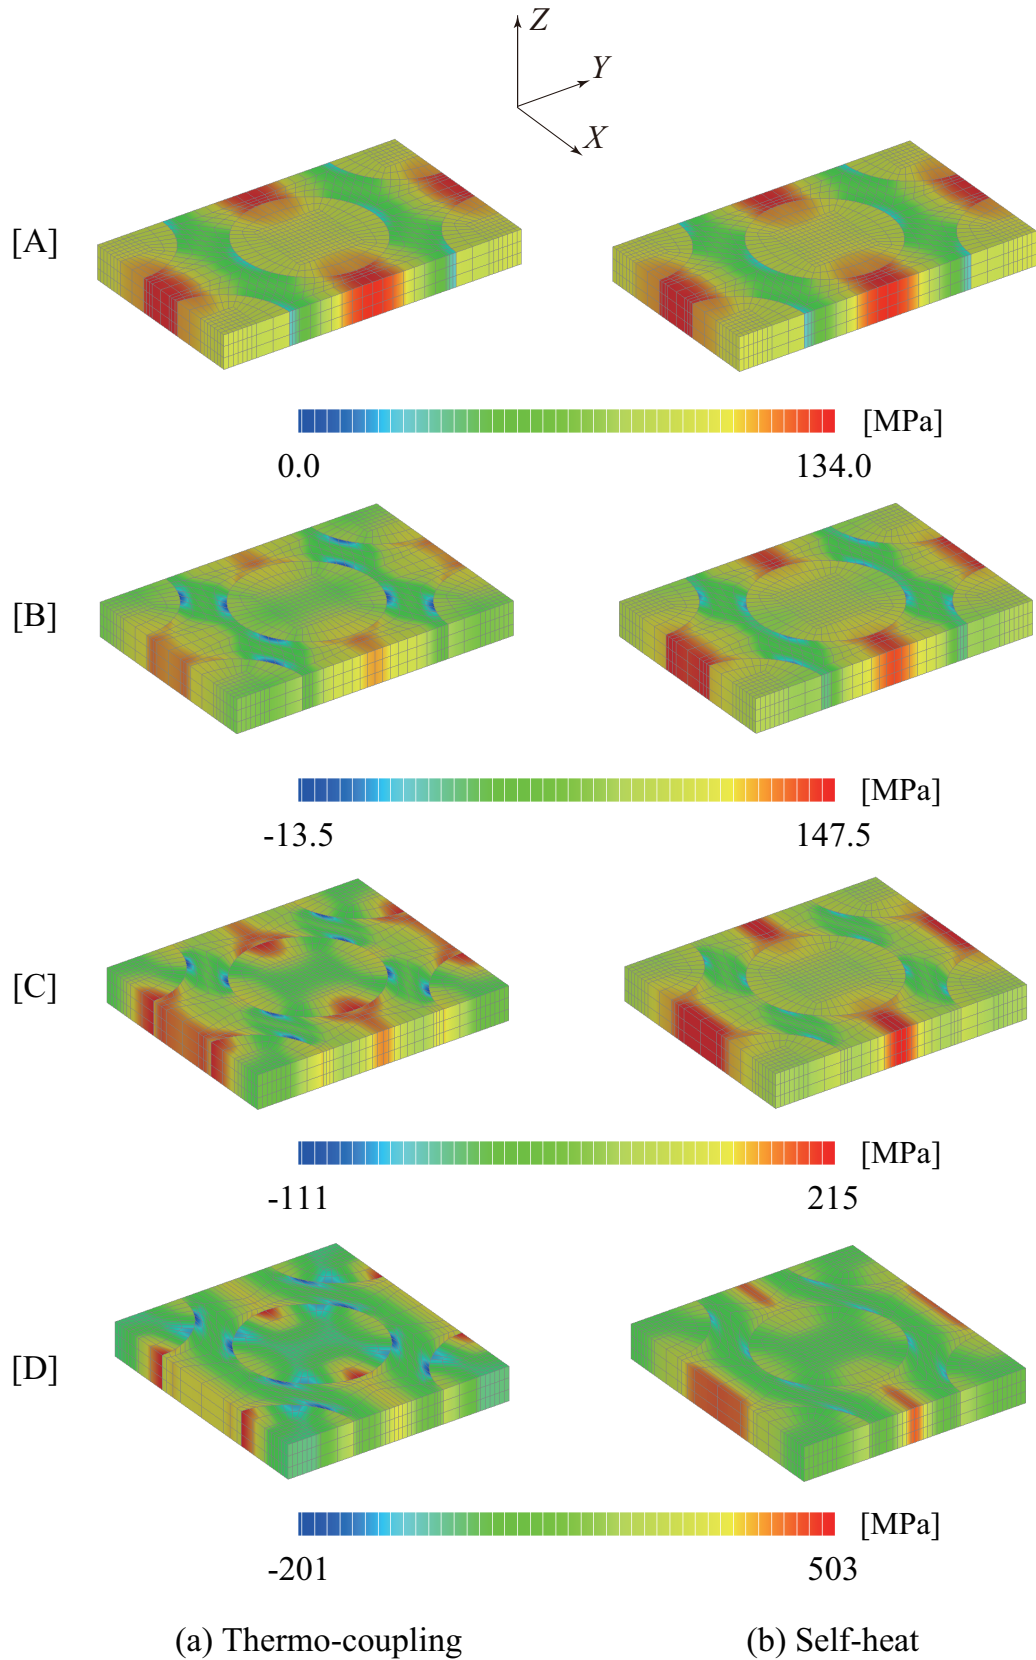 Z
Y
X
[A]
[MPa]
0.0 134.0
[B]
[MPa]
-13.5 147.5
[C]
[MPa]
-111 215
[D]
[MPa]
-201 503
(a) Thermo-coupling (b) Self-heat